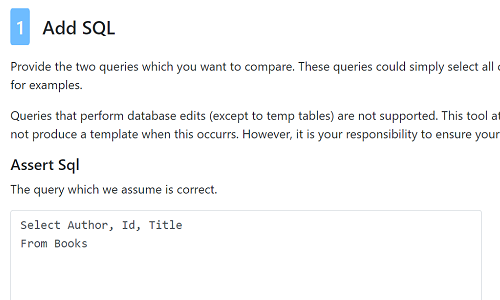 1 Add SQL
Provide the two queries which you want to compare. These queries could simply select all
for examples.
Queries that perform database edits (except to temp tables) are not supported. This tool
not produce a template when this occurrs. However, it is your responsibility to ensure your
Assert Sql
The query which we assume is correct.
Select Author, Id, Title
From Books